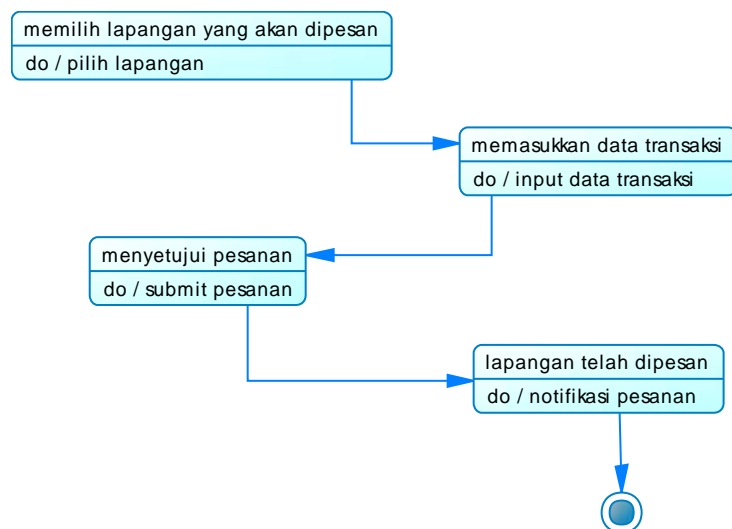 memilih lapangan yang akan dipesan
do / pilih lapangan
memasukkan data transaksi
do / input data transaksi
menyetujui pesanan
do / submit pesanan
lapangan telah dipesan
do / notifikasi pesanan